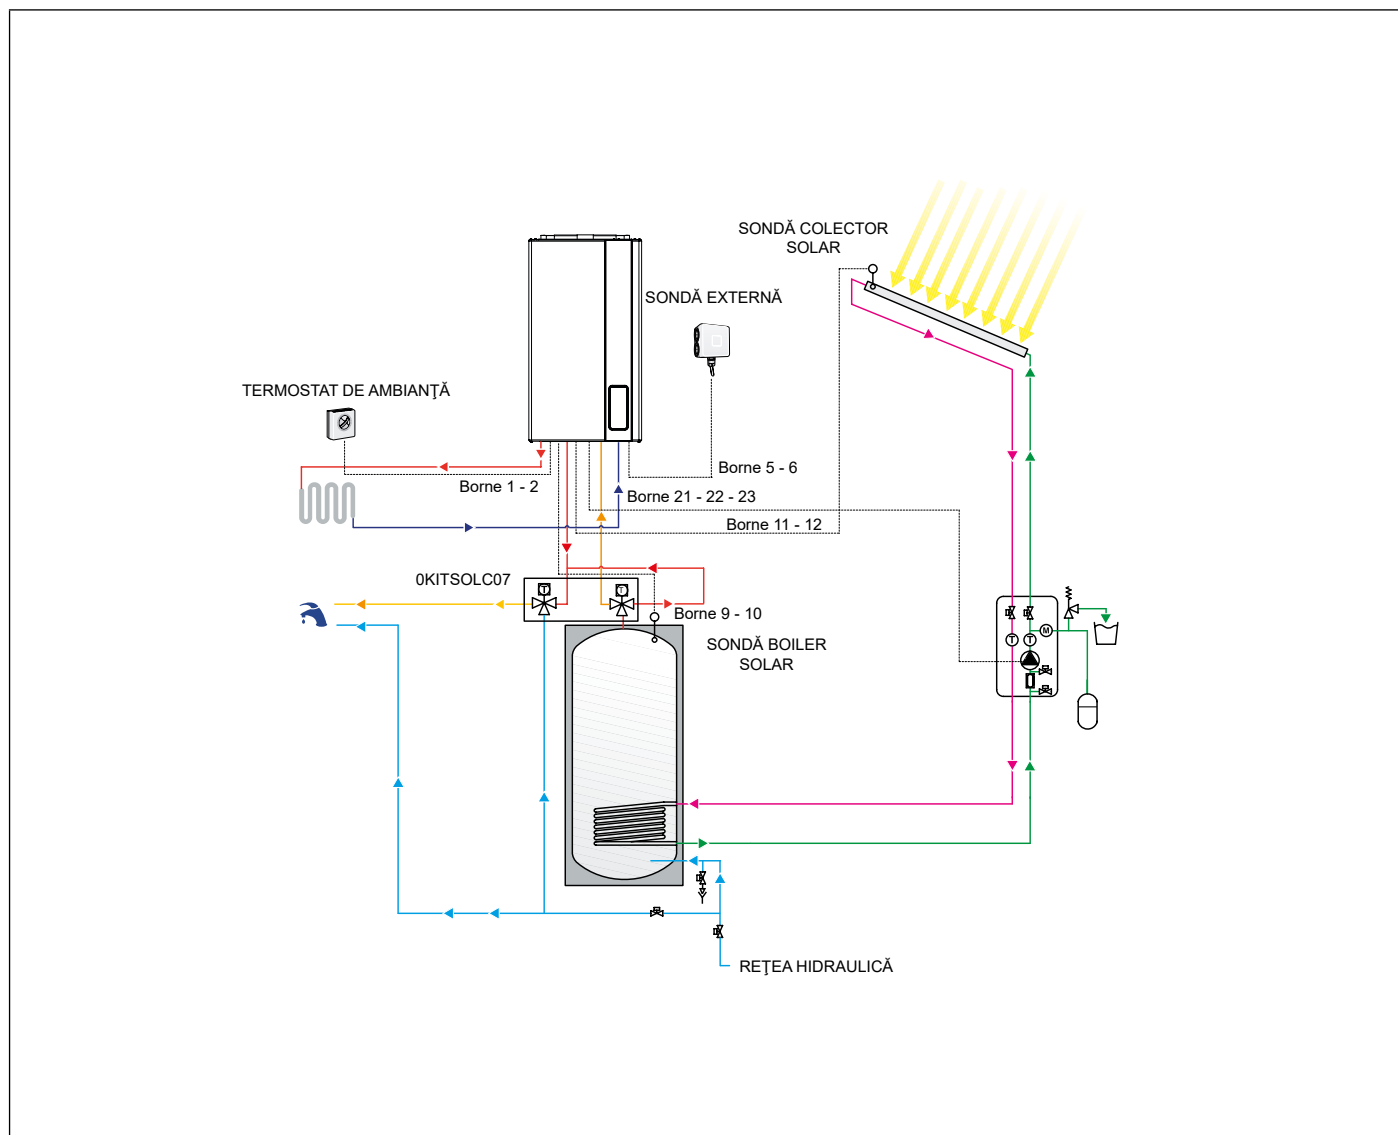 SONDĂ COLECTOR
SOLAR
SONDĂ EXTERNĂ
TERMOSTAT DE AMBIANŢĂ
Borne 5 - 6
Borne 1 - 2
Borne 21 - 22 - 23
Borne 11 - 12
0KITSOLC07
T
T
Borne 9 - 10
SONDĂ BOILER
SOLAR
M
T
T
REŢEA HIDRAULICĂ